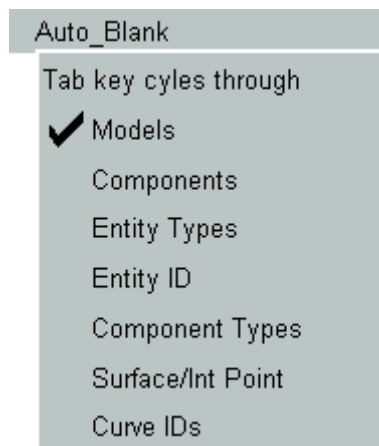 Auto_Blank
Tab key cyles through
Models
Components
Entity Types
Entity ID
Component Types
Surface/Int Point
Curve IDs